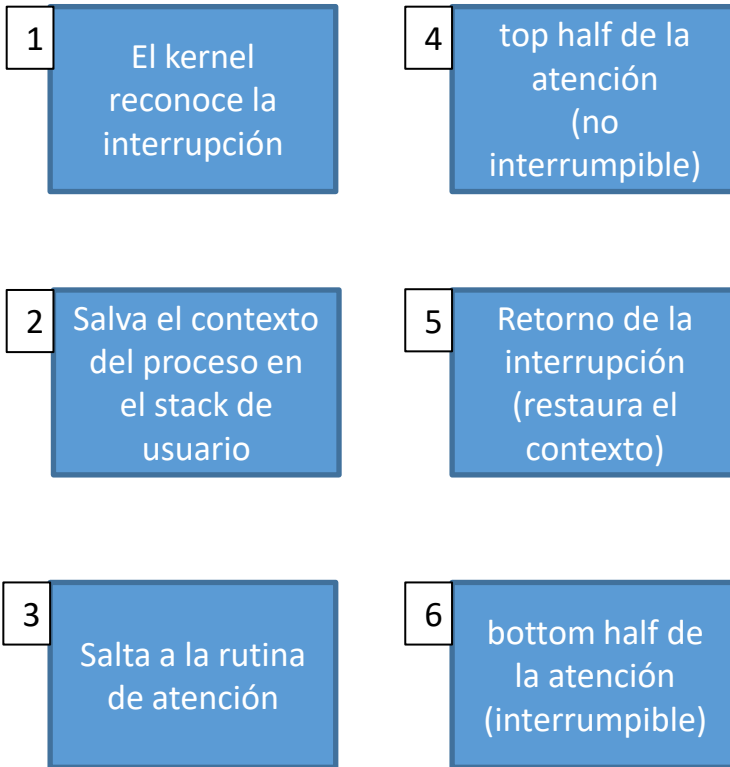 1
El kernel
reconoce la
interrupción
2
Salva el contexto
del proceso en
el stack de
usuario
3
Salta a la rutina
de atención
4
top half de la
atención
(no
interrumpible)
5
Retorno de la
interrupción
(restaura el
contexto)
6
bottom half de
la atención
(interrumpible)